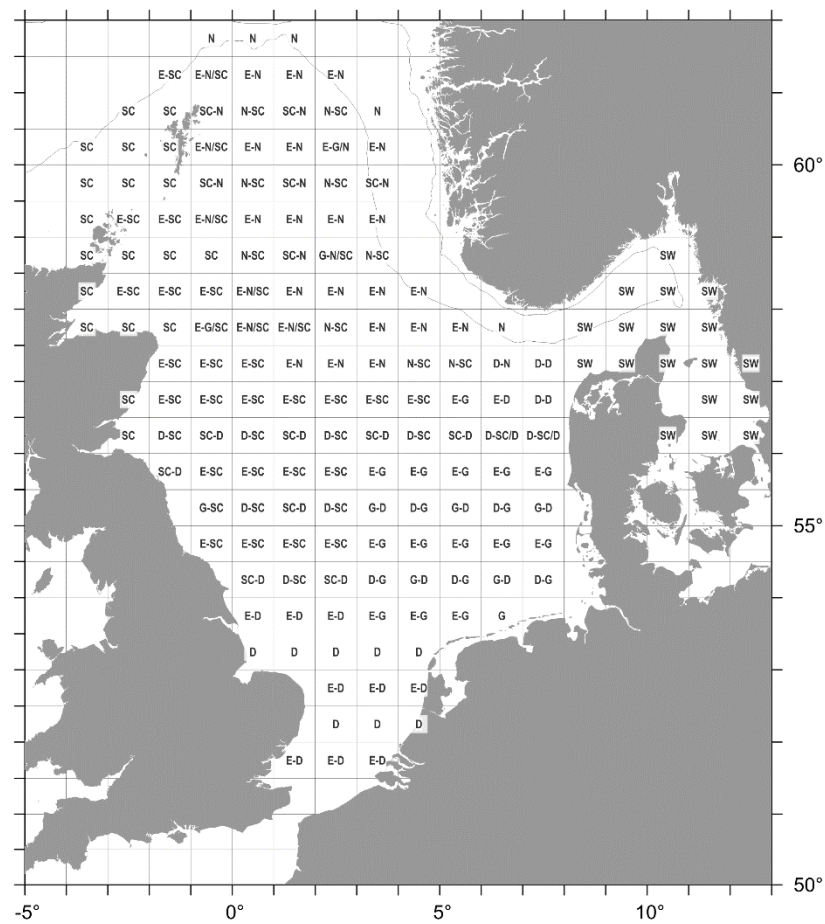 N N N
E-SC E-N/SC E-N E-N E-N
SC SC SC-N N-SC SC-N N-SC N
SC SC SC E-N/SC E-N E-N E-G/N E-N
60°
SC SC SC SC-N N-SC SC-N N-SC SC-N
SC E-SC E-SC E-N/SC E-N E-N E-N E-N
SC SC SC SC N-SC SC-N G-N/SC N-SC SW
SC E-SC E-SC E-SC E-N/SC E-N E-N E-N E-N SW SW SW
SC SC SC E-G/SC E-N/SC E-N/SC N-SC E-N E-N E-N N SW SW SW SW
E-SC E-SC E-SC E-N E-N E-N N-SC N-SC D-N D-D SW SW SW SW SW
SC E-SC E-SC E-SC E-SC E-SC E-SC E-SC E-G E-D D-D SW SW
SC D-SC SC-D D-SC SC-D D-SC SC-D D-SC SC-D D-SC/D D-SC/D SW SW SW
SC-D E-SC E-SC E-SC E-SC E-G E-G E-G E-G E-G
G-SC D-SC SC-D D-SC G-D D-G G-D D-G G-D
55°
E-SC E-SC E-SC E-SC E-G E-G E-G E-G E-G
SC-D D-SC SC-D D-G G-D D-G G-D D-G
E-D E-D E-D E-G E-G E-G G
D D D D D
E-D E-D E-D
D D D
E-D E-D E-D
50°
-5° 0° 5° 10°